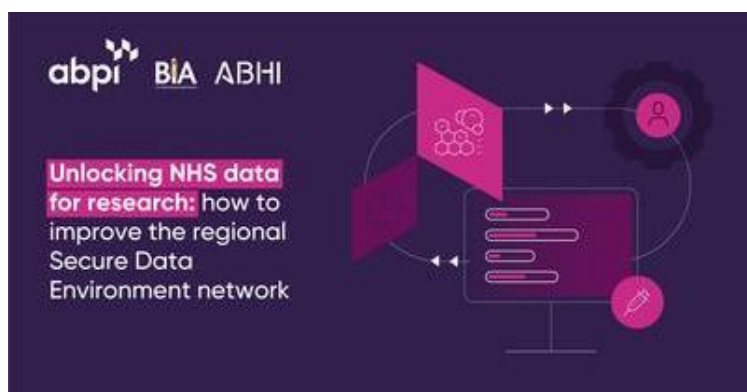 abpi BIA ABHI
Unlocking NHS data
for research: how to
improve the regional
Secure Data
Environment network